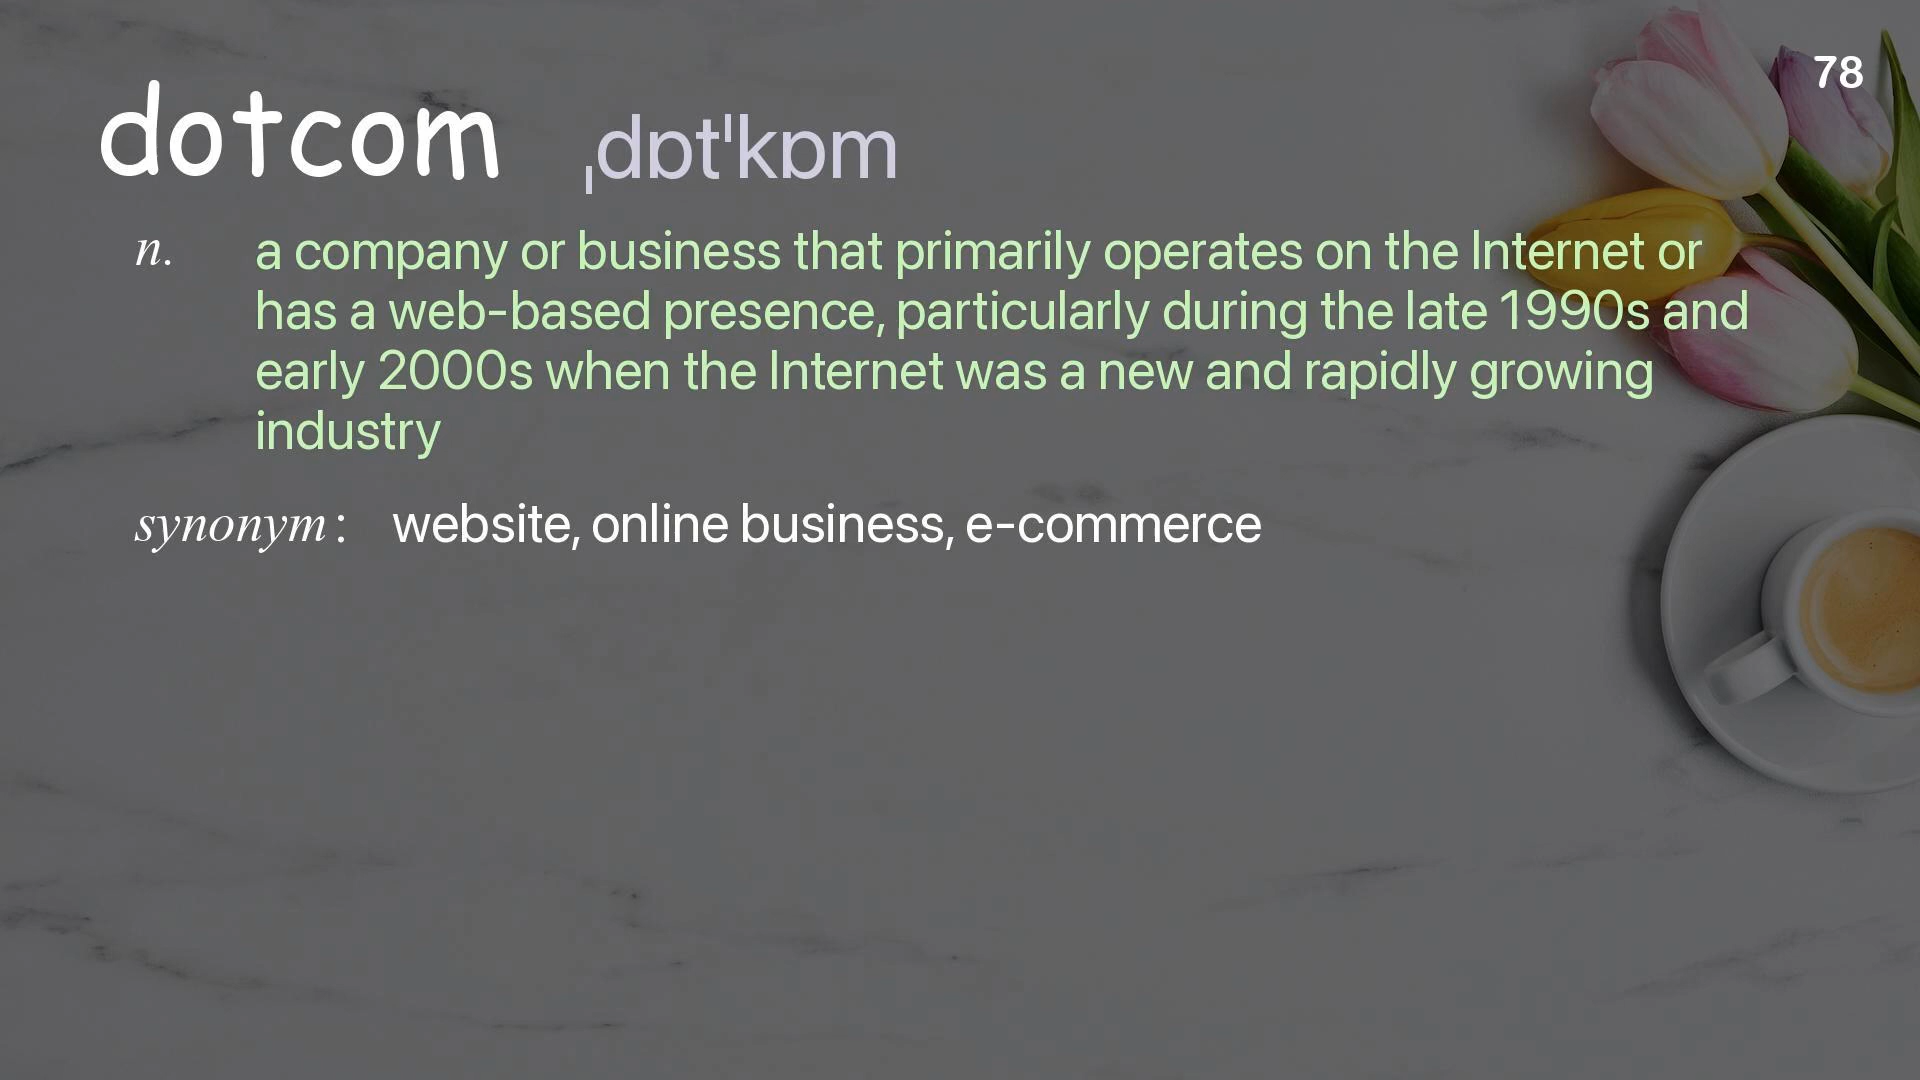 78
dotcom ˌdɒtˈkɒm
n. a company or business that primarily operates on the Internet or
has a web-based presence, particularly during the late 1990s and
early 2000s when the Internet was a new and rapidly growing
industry
synonym: website, online business, e-commerce